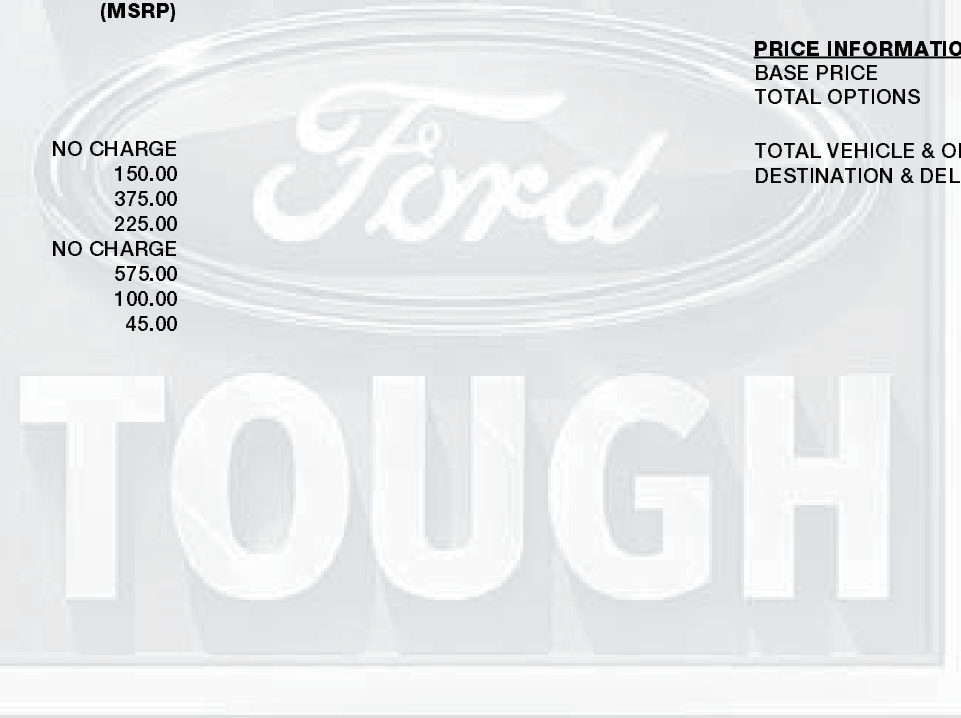 (MSRP)
NO CHARGE
150.00
375.00
225.00
NO CHARGE
575.00
100.00
45.00
PRICE INFORMATIO
BASE PRICE
TOTAL OPTIONS
TOTAL VEHICLE & O
DESTINATION & DEL
Ford
TOUGH